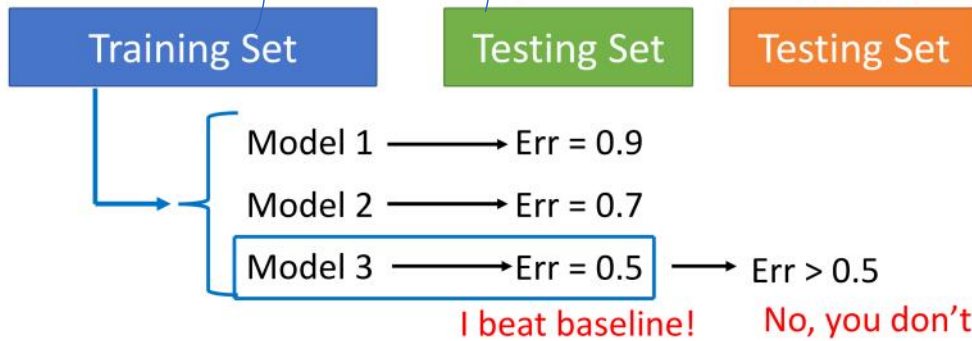 Training Set
Testing Set
Testing Set
Model 1
Err = 0.9
Model 2
Err = 0.7
Model 3
Err = 0.5
Err > 0.5
I beat baseline!
No, you don't